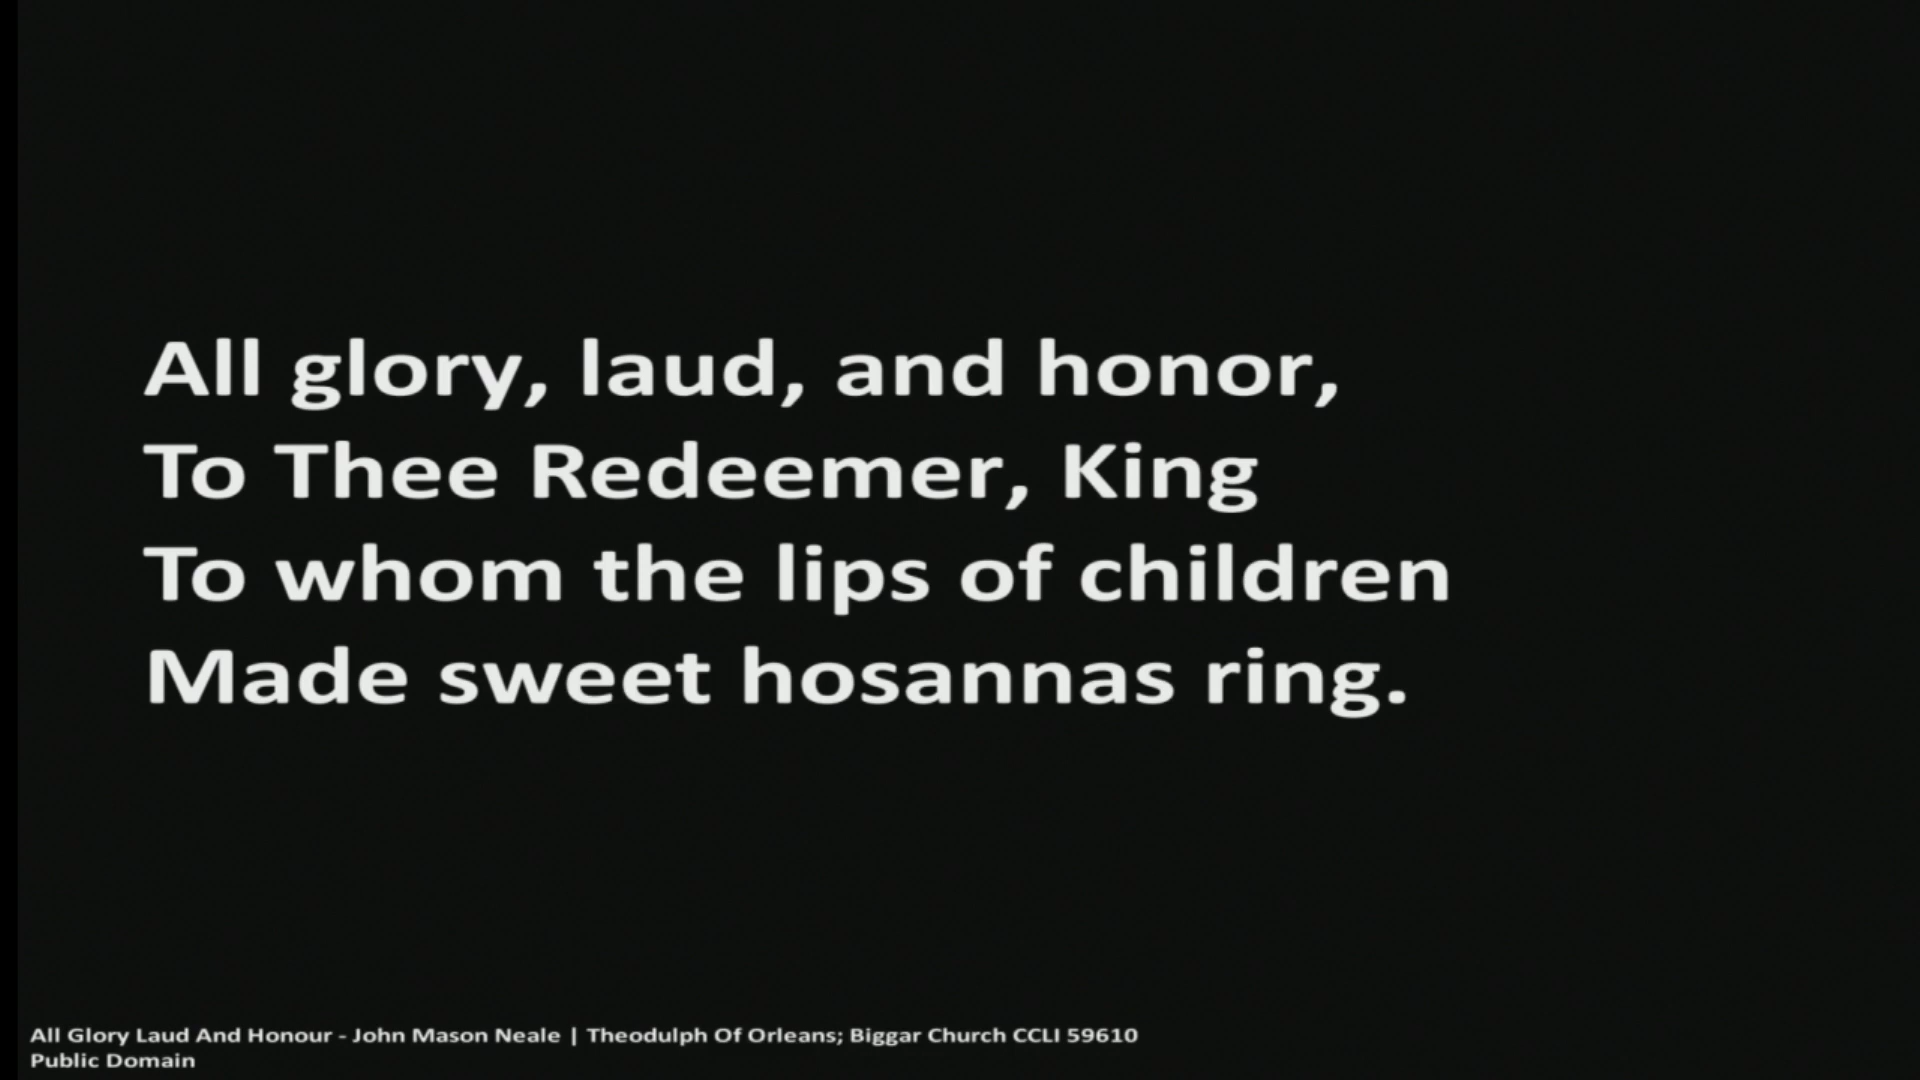 All glory, laud, and honor,
To Thee Redeemer, King
To whom the lips of children
Made sweet hosannas ring.
All Glory Laud And Honour - John Mason Neale | Theodulph Of Orleans; Biggar Church CCLI 59610
Public Domain